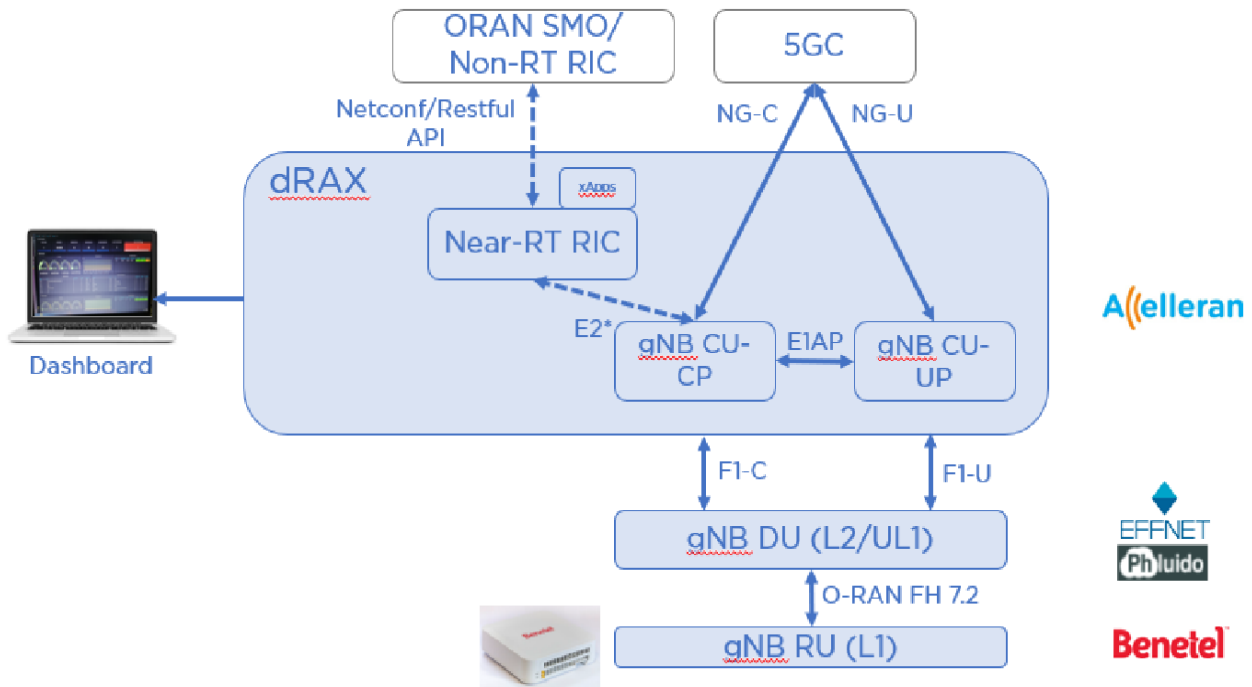 ORAN SMO/
Non-RT RIC
5GC
Netconf/Restful
API
NG-C
NG-U
dRAX
xApps
Near-RT RIC
E2*
gNB CU-
CP
E1AP
gNB CU-
UP
Dashboard
Accelleran
F1-C
F1-U
gNB DU (L2/UL1)
EFFNET
Phluido
O-RAN FH 7.2
Benetel
gNB RU (L1)
Benetel